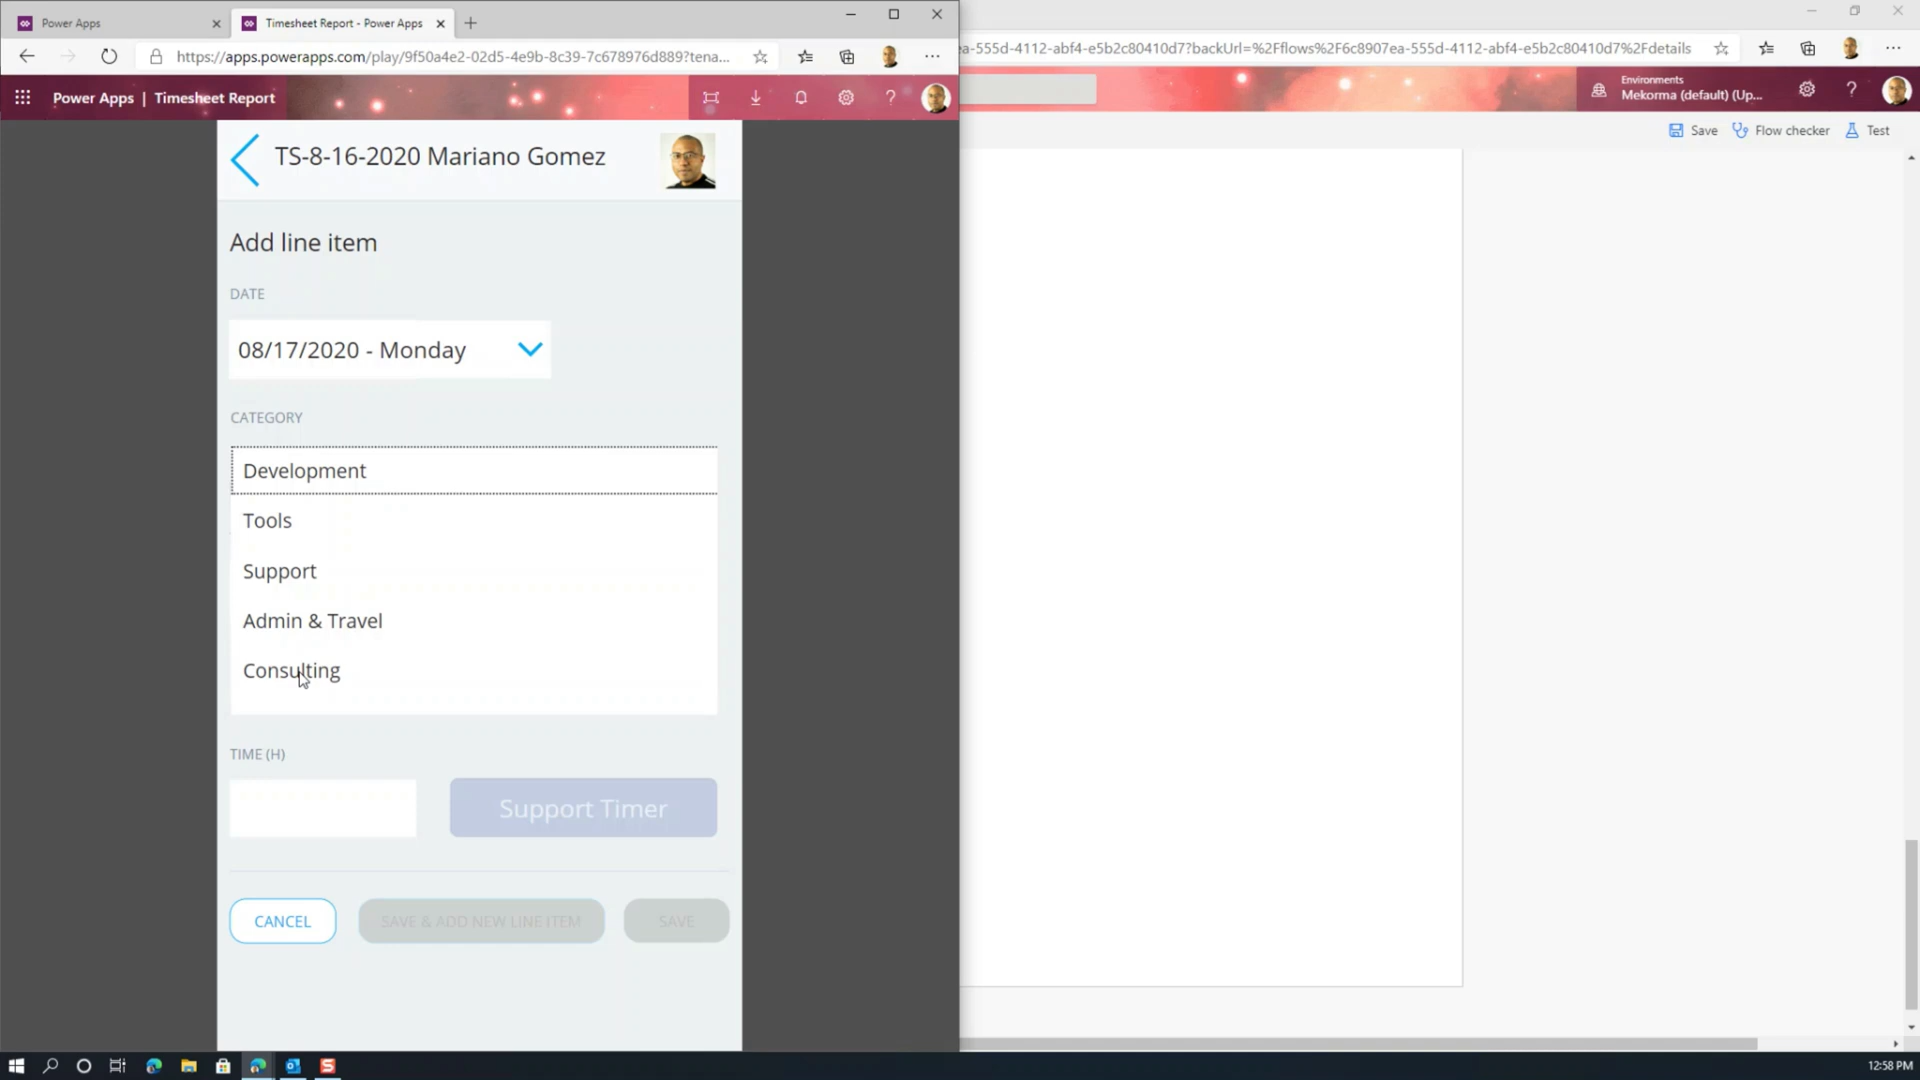 Power Apps
Timesheet Report - Power Apps
https://apps.powerapps.com/play/9f50a4e2-02d5-4e9b-8c39-7c678976d889?tena...
ea-555d-4112-abf4-e5b2c80410d7?backUrl=%2Fflows%2F6c8907ea-555d-4112-abf4-e5b2c80410d7%2Fdetails
Power Apps | Timesheet Report
?
Environments
Mekorma (default) (Up...
?
Save
Flow checker
Test
TS-8-16-2020 Mariano Gomez
Add line item
DATE
08/17/2020 - Monday
CATEGORY
Development
Tools
Support
Admin & Travel
Consulting
TIME (H)
Support Timer
CANCEL
SAVE & ADD NEW LINE ITEM
SAVE
12:58 PM